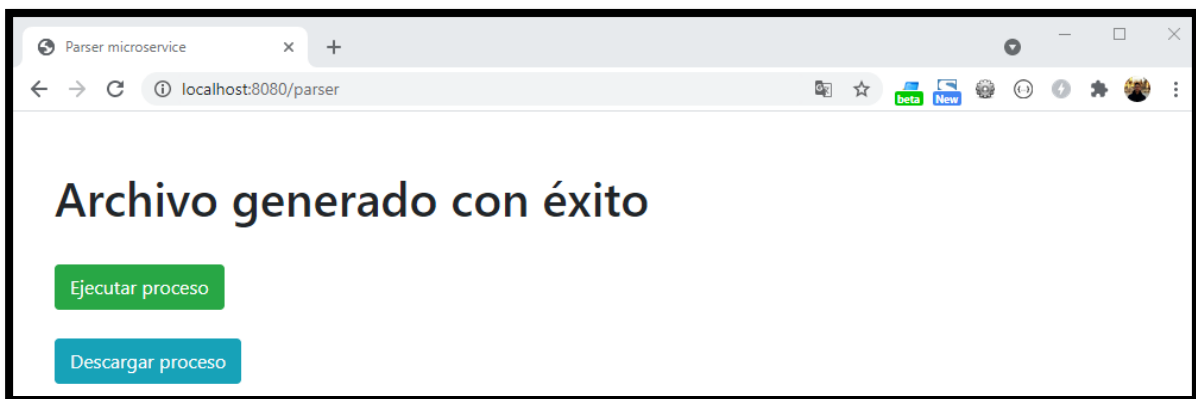 Parser microservice
localhost:8080/parser
beta
New
Archivo generado con éxito
Ejecutar proceso
Descargar proceso